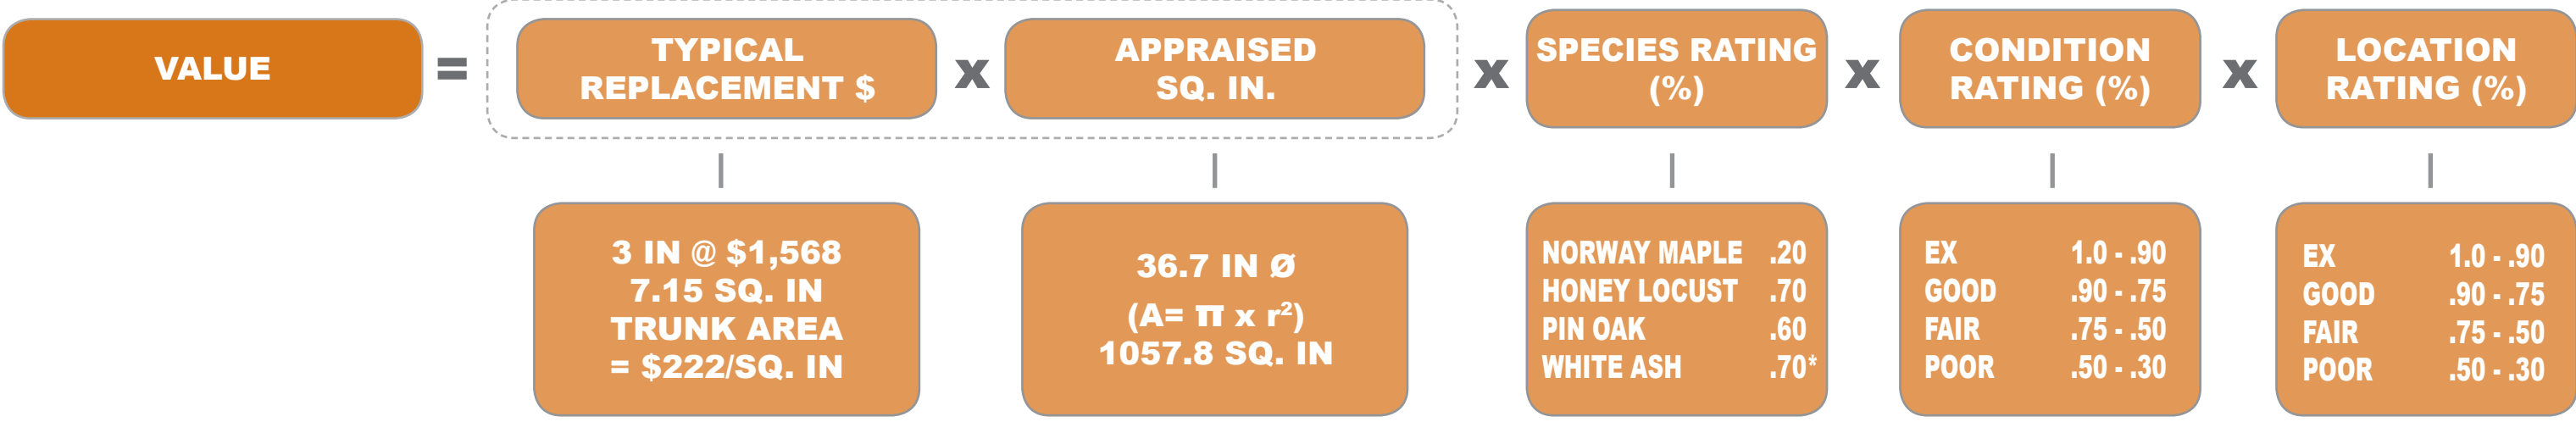 VALUE
=
TYPICAL
REPLACEMENT $
x
APPRAISED
SQ. IN.
x
SPECIES RATING
(%)
x
CONDITION
RATING (%)
x
LOCATION
RATING (%)
3 IN @ $1,568
7.15 SQ. IN
TRUNK AREA
= $222/SQ. IN
36.7 IN Ø
(A= π x r²)
1057.8 SQ. IN
NORWAY MAPLE .20
HONEY LOCUST .70
PIN OAK .60
WHITE ASH .70*
EX 1.0 - .90
GOOD .90 - .75
FAIR .75 - .50
POOR .50 - .30
EX 1.0 - .90
GOOD .90 - .75
FAIR .75 - .50
POOR .50 - .30